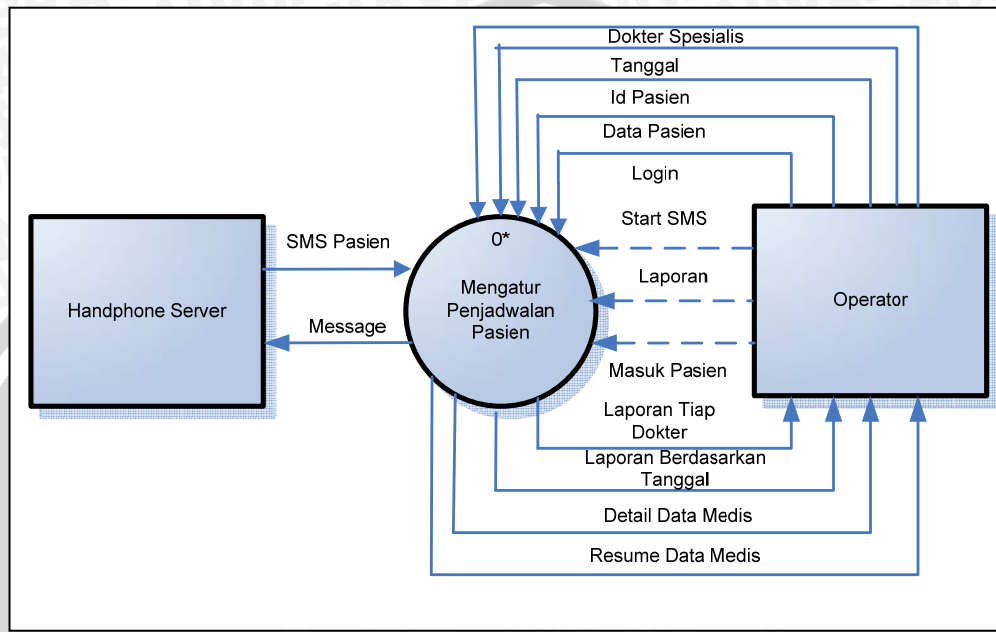 Dokter Spesialis
Tanggal
Id Pasien
Data Pasien
Login
Start SMS
0*
SMS Pasien
Laporan
Mengatur
Penjadwalan
Pasien
Handphone Server
Operator
Message
Masuk Pasien
Laporan Tiap
Dokter
Laporan Berdasarkan
Tanggal
Detail Data Medis
Resume Data Medis